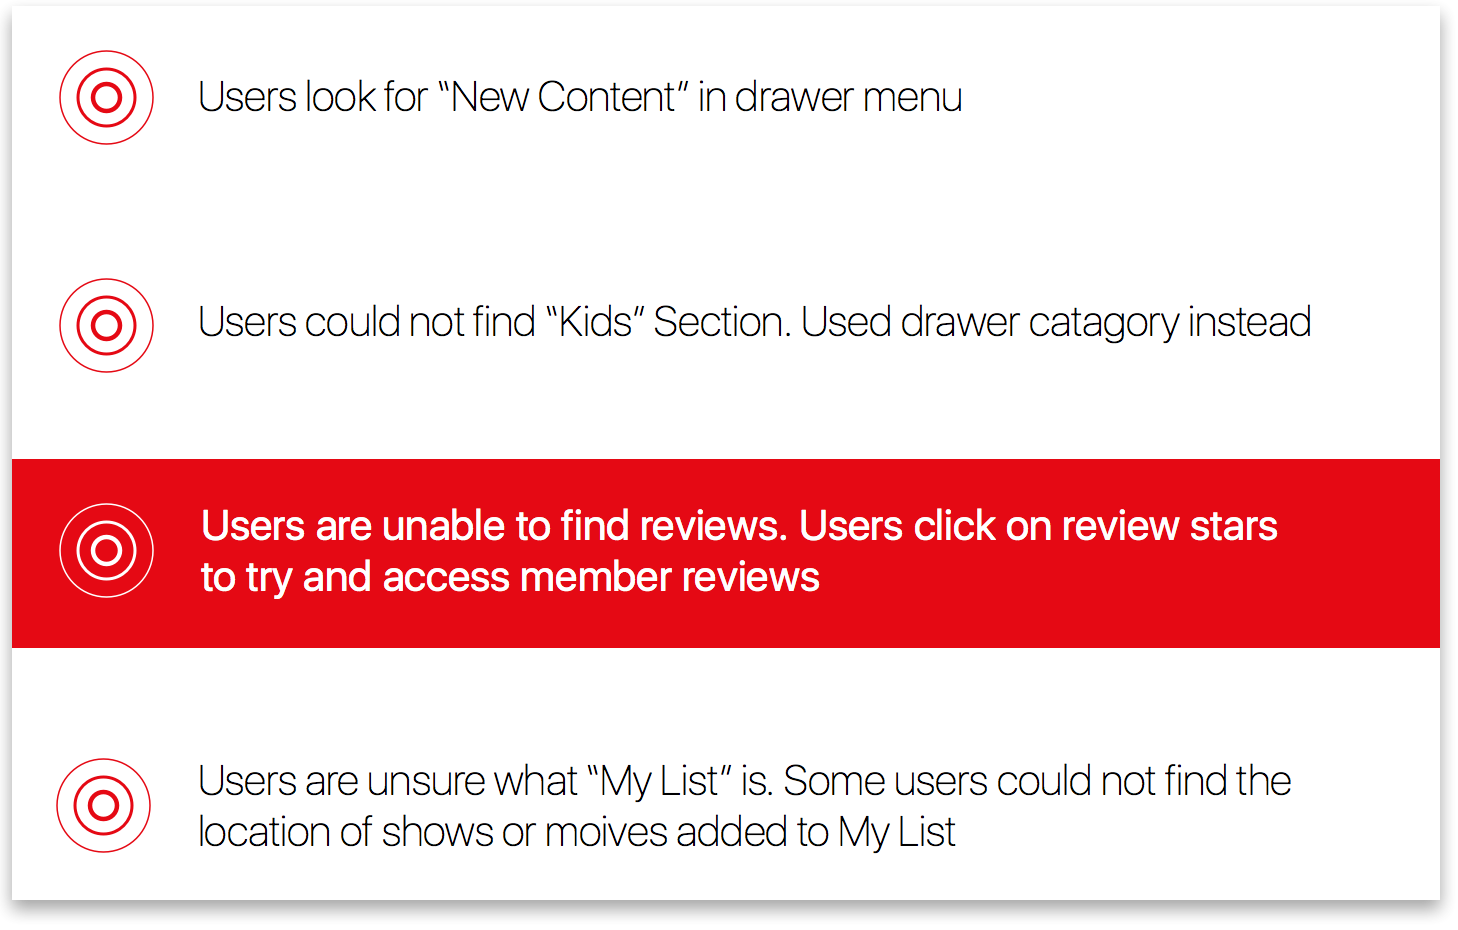 Users look for “New Content” in drawer menu
Users could not find “Kids” Section. Used drawer catagory instead
Users are unable to find reviews. Users click on review stars
to try and access member reviews
Users are unsure what “My List” is. Some users could not find the
location of shows or moives added to My List